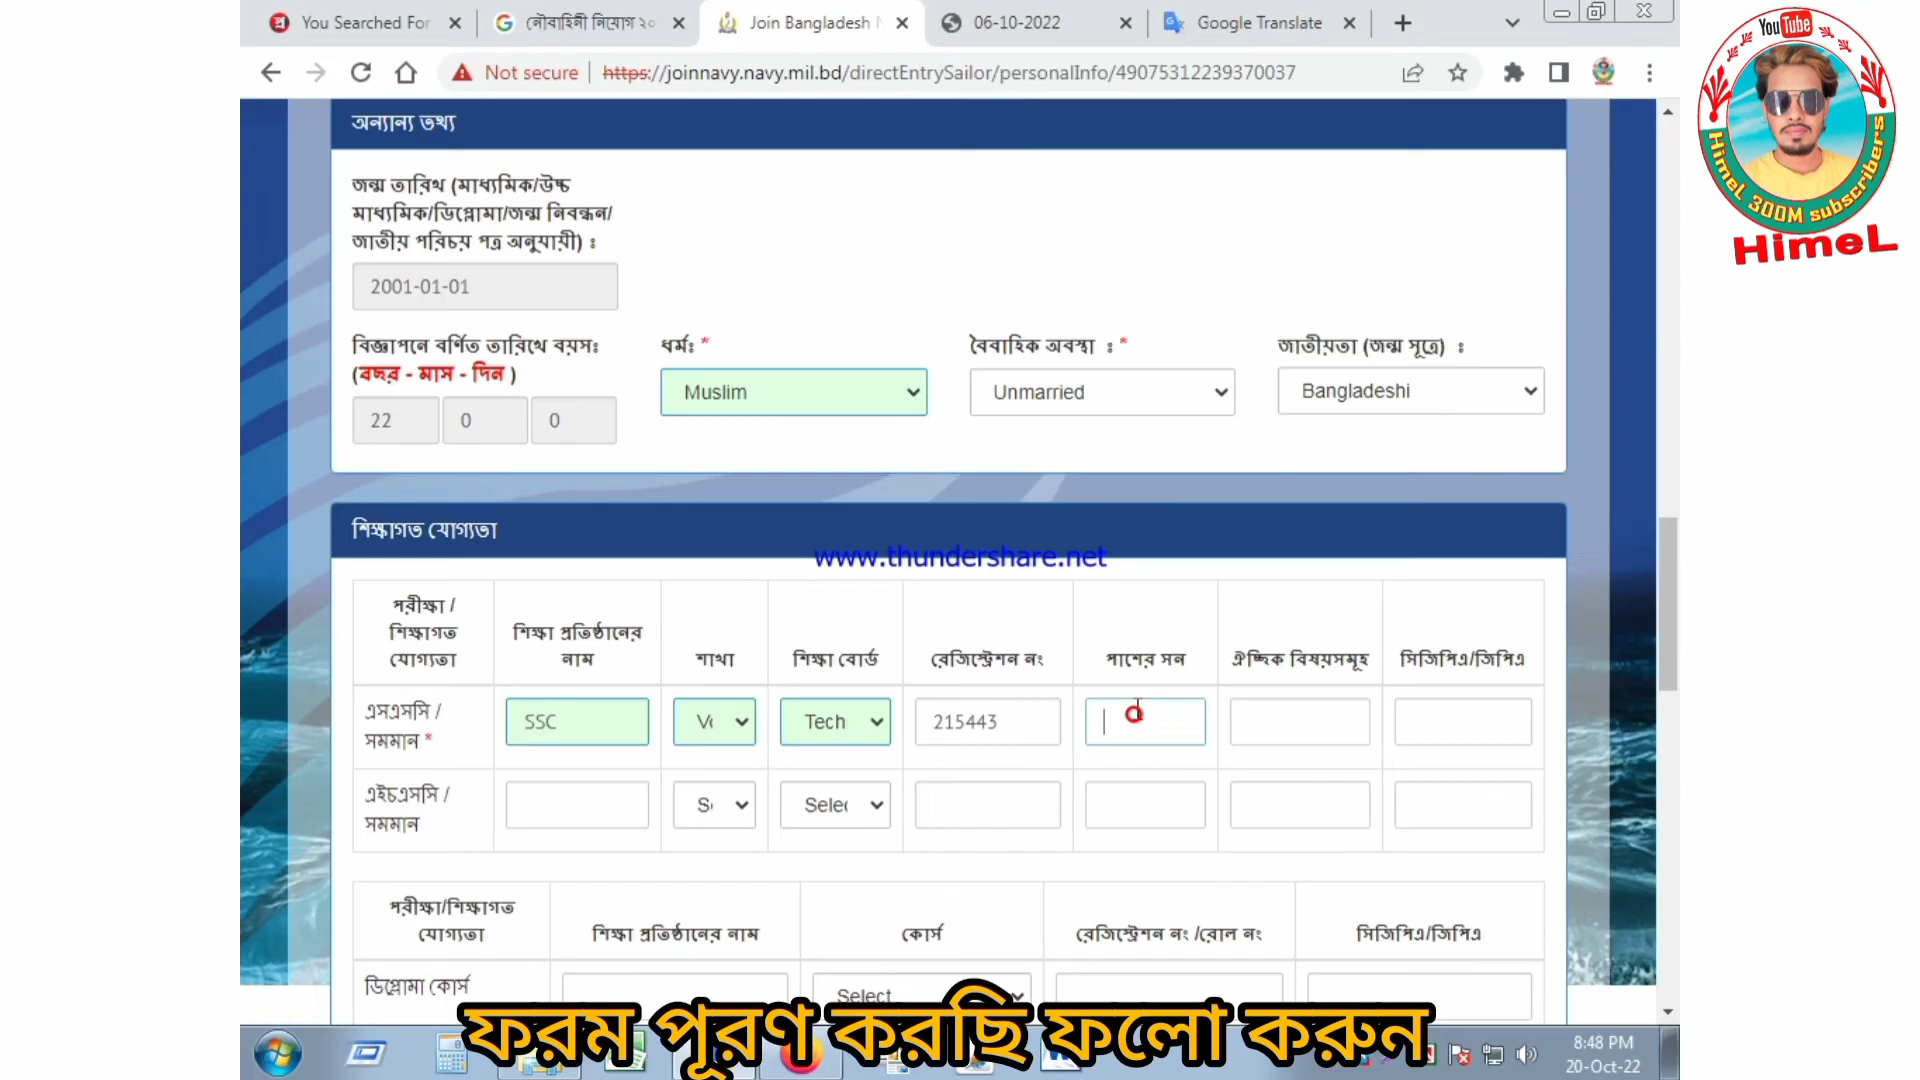 You Searched For
নৌবাহিনী নিয়োগ ২০
Join Bangladesh N
06-10-2022
Google Translate
Not secure
https://joinnavy.navy.mil.bd/directEntrySailor/personalInfo/49075312239370037
YouTube
HimeL 300M subscribers
HimeL
অন্যান্য তথ্য
জন্ম তারিখ (মাধ্যমিক/উচ্চ
মাধ্যমিক/ডিপ্লোমা/জন্ম নিবন্ধন/
জাতীয় পরিচয় পত্র অনুযায়ী) :
2001-01-01
বিজ্ঞাপনে বর্ণিত তারিখে বয়সঃ
(বছর - মাস - দিন )
22 0 0
ধর্মঃ *
Muslim
বৈবাহিক অবস্থা : *
Unmarried
জাতীয়তা (জন্ম সূত্রে) :
Bangladeshi
শিক্ষাগত যোগ্যতা
www.thundershare.net
পরীক্ষা /
শিক্ষাগত
যোগ্যতা
শিক্ষা প্রতিষ্ঠানের
নাম
শাখা
শিক্ষা বোর্ড
রেজিস্ট্রেশন নং
পাশের সন
ঐচ্ছিক বিষয়সমূহ
সিজিপিএ/জিপিএ
এসএসসি /
সমমান *
SSC
Tech
215443
এইচএসসি /
সমমান
পরীক্ষা/শিক্ষাগত
যোগ্যতা
শিক্ষা প্রতিষ্ঠানের নাম
কোর্স
রেজিস্ট্রেশন নং /রোল নং
সিজিপিএ/জিপিএ
ডিপ্লোমা কোর্স
Select
ফরম পূরণ করছি ফলো করুন
8:48 PM
20-Oct-22